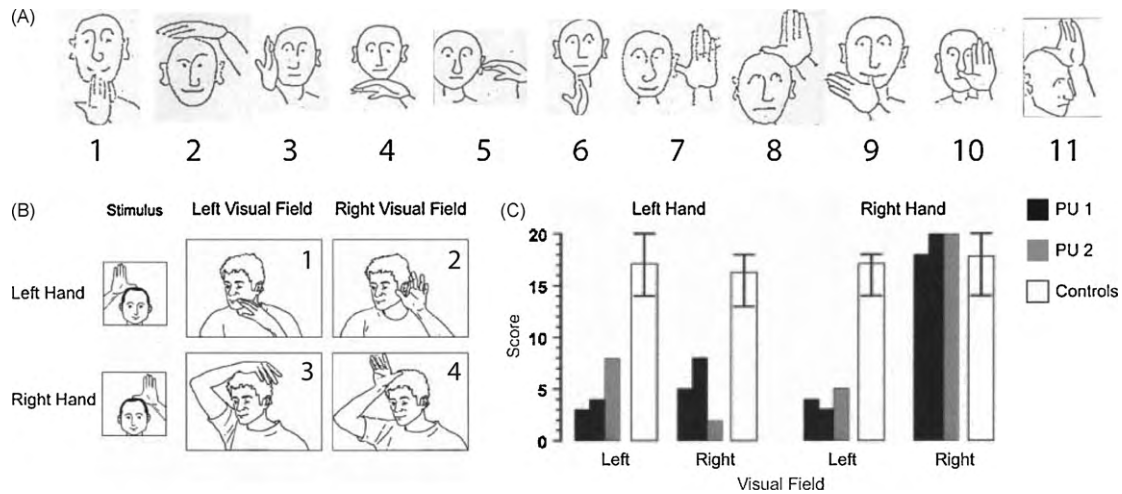 (A)
1 2 3 4 5 6 7 8 9 10 11
(B)
Stimulus Left Visual Field Right Visual Field
Left Hand
1 2
Right Hand
3 4
(C)
Left Hand Right Hand
Score
20
15
10
5
0
Left Right Left Right
Visual Field
PU 1
PU 2
Controls